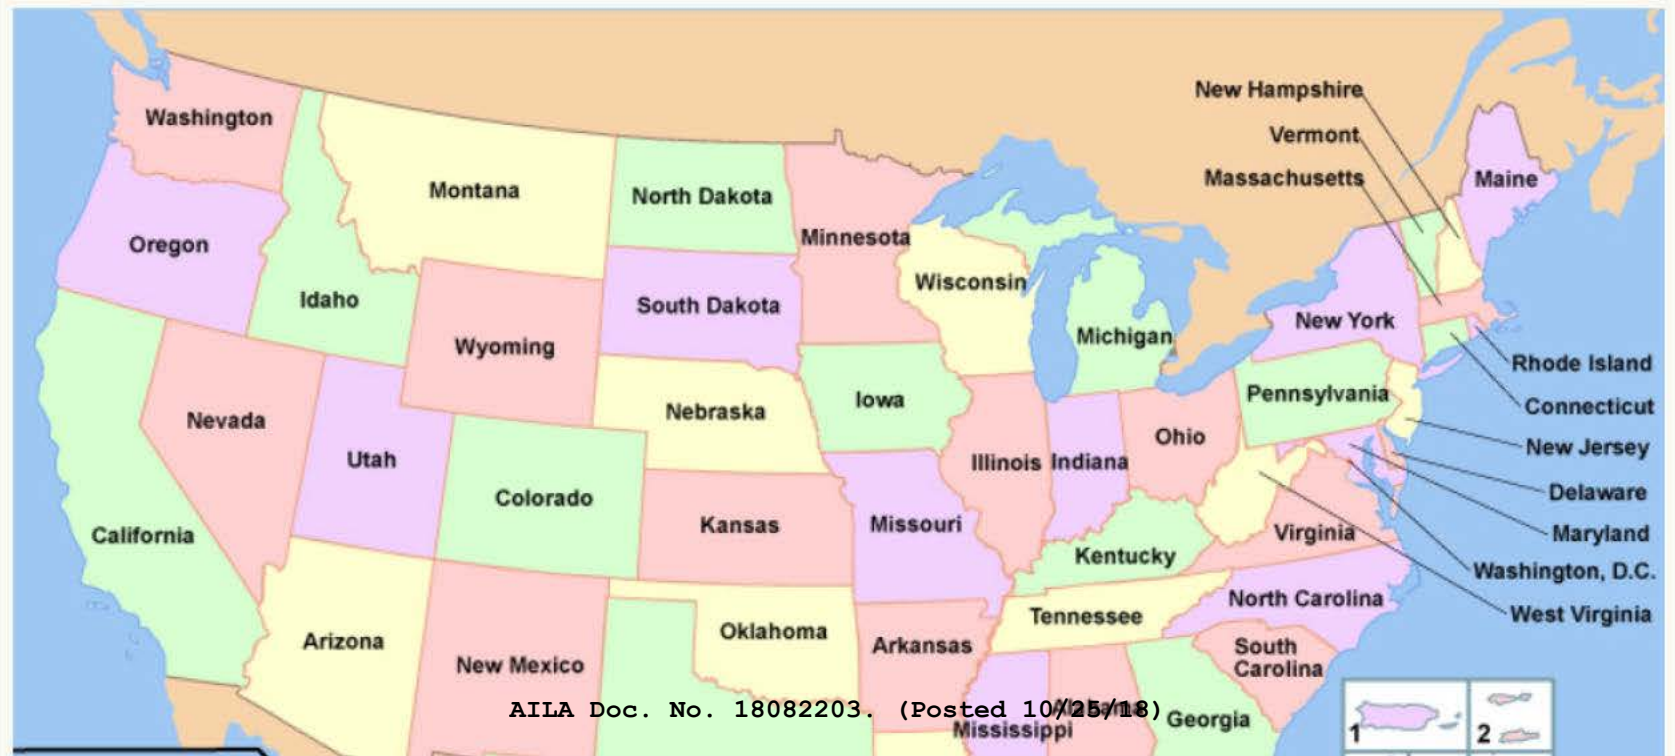 New Hampshire
Washington
Vermont
Massachusetts
Maine
Montana
North Dakota
Minnesota
Oregon
Wisconsin
Idaho
South Dakota
New York
Michigan
Wyoming
Rhode Island
Pennsylvania
Iowa
Connecticut
Nebraska
Nevada
Ohio
New Jersey
Utah
Illinois
Indiana
Delaware
Colorado
Kansas
Missouri
California
Virginia
Maryland
Kentucky
Washington, D.C.
North Carolina
West Virginia
Tennessee
Oklahoma
Arizona
Arkansas
South
Carolina
New Mexico
AILA Doc. No. 18082203. (Posted 10/25/18)
Alabama
Georgia
Mississippi
1
2